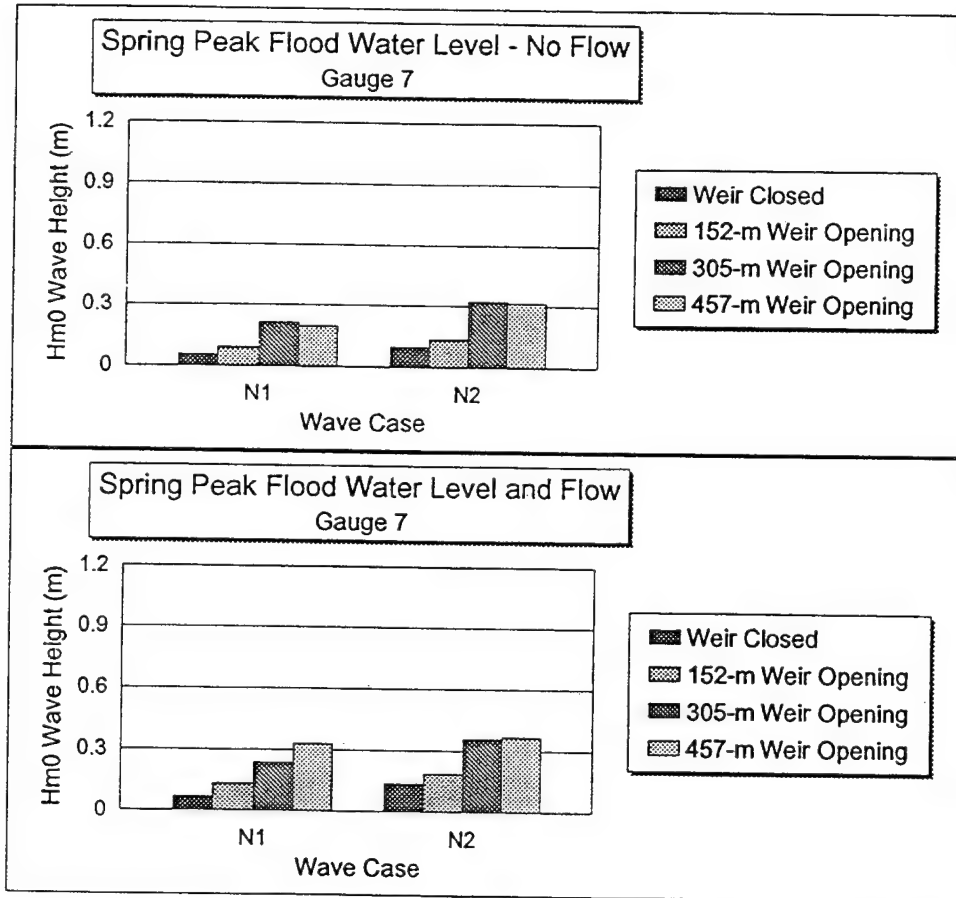 Spring Peak Flood Water Level - No Flow
Gauge 7
1.2
0.9
0.6
0.3
0
Hm0 Wave Height (m)
N1
N2
Wave Case
Weir Closed
152-m Weir Opening
305-m Weir Opening
457-m Weir Opening
Spring Peak Flood Water Level and Flow
Gauge 7
1.2
0.9
0.6
0.3
0
Hm0 Wave Height (m)
N1
N2
Wave Case
Weir Closed
152-m Weir Opening
305-m Weir Opening
457-m Weir Opening